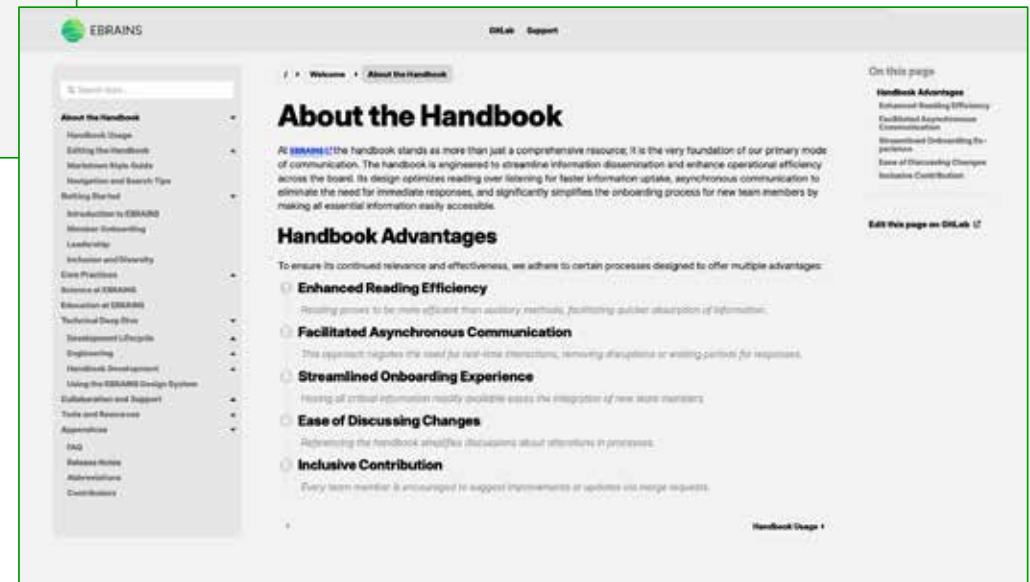 EBRAINS
GitLab Support
Search docs...
About the Handbook
Handbook Usage
Editing the Handbook
Markdown Style Guide
Navigation and Search Tips
Getting Started
Introduction to EBRAINS
Member Onboarding
Leadership
Inclusion and Diversity
Core Practices
Science at EBRAINS
Education at EBRAINS
Technical Deep Dive
Development Lifecycle
Engineering
Handbook Development
Using the EBRAINS Design System
Collaboration and Support
Tools and Resources
Appendices
FAQ
Release Notes
Abbreviations
Contributors
/ Welcome About the Handbook
About the Handbook
At EBRAINS the handbook stands as more than just a comprehensive resource; it is the very foundation of our primary mode
of communication. The handbook is engineered to streamline information dissemination and enhance operational efficiency
across the board. Its design optimizes reading over listening for faster information uptake, asynchronous communication to
eliminate the need for immediate responses, and significantly simplifies the onboarding process for new team members by
making all essential information easily accessible.
Handbook Advantages
To ensure its continued relevance and effectiveness, we adhere to certain processes designed to offer multiple advantages:
Enhanced Reading Efficiency
Reading proves to be more efficient than auditory methods, facilitating quicker absorption of information.
Facilitated Asynchronous Communication
This approach negates the need for real-time interactions, removing disruptions or waiting periods for responses.
Streamlined Onboarding Experience
Having all critical information readily available eases the integration of new team members.
Ease of Discussing Changes
Referencing the handbook simplifies discussions about alterations in processes.
Inclusive Contribution
Every team member is encouraged to suggest improvements or updates via merge requests.
Handbook Usage
On this page
Handbook Advantages
Enhanced Reading Efficiency
Facilitated Asynchronous
Communication
Streamlined Onboarding Ex-
perience
Ease of Discussing Changes
Inclusive Contribution
Edit this page on GitLab